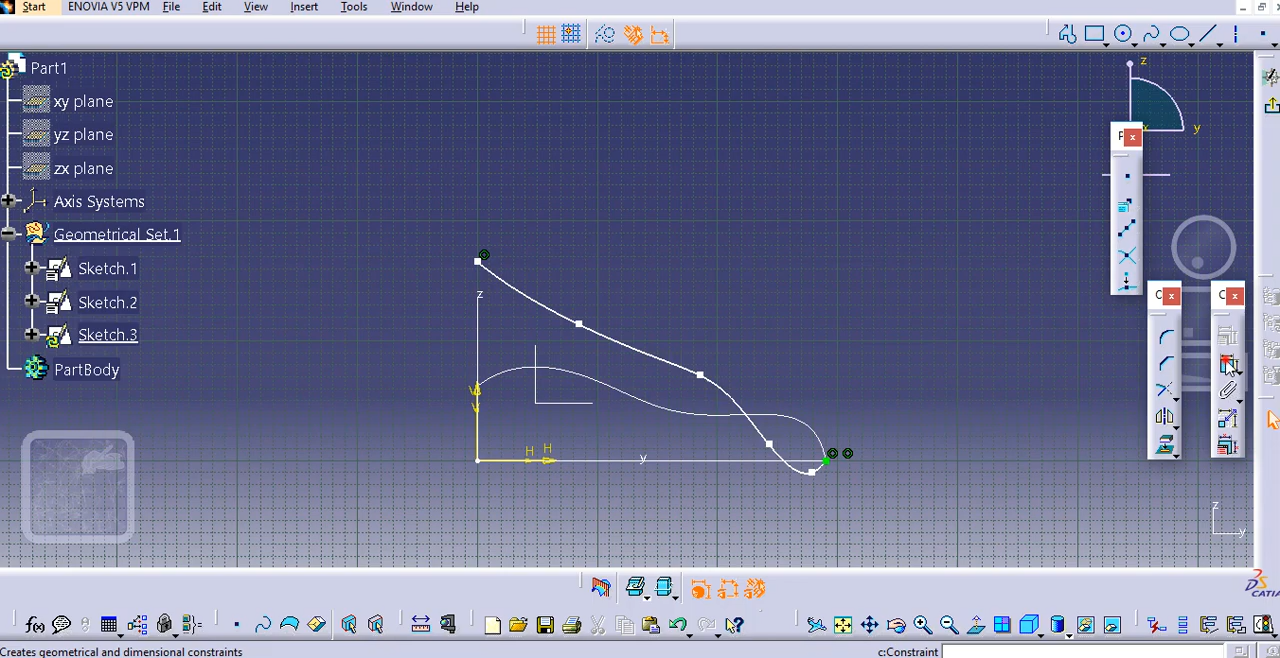 Start ENOVIA V5 VPM File Edit View Insert Tools Window Help
Part1
xy plane
yz plane
zx plane
Axis Systems
Geometrical Set.1
Sketch.1
Sketch.2
Sketch.3
PartBody
z
y
P x
C x
C x
z
V
V
H H
y
z
y
CATIA
f(x)
Creates geometrical and dimensional constraints
c:Constraint